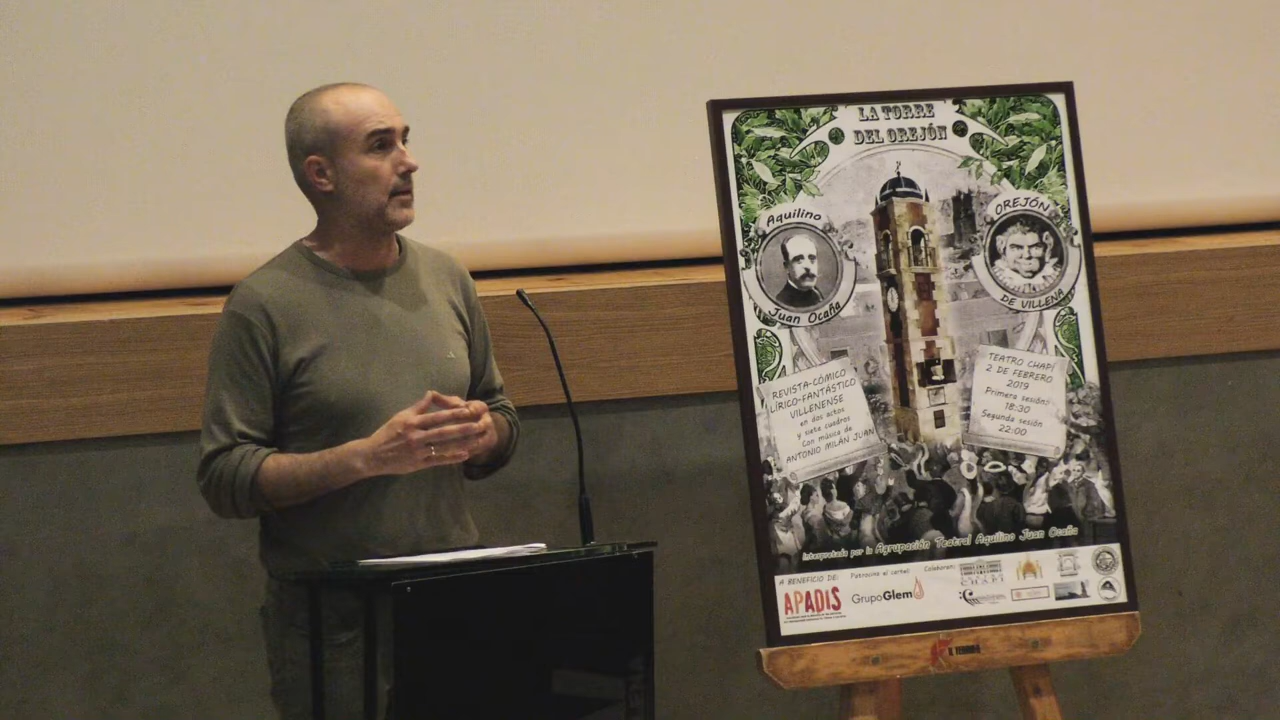 LA TORRE
DEL OREJÓN
Aquilino
Juan Ocaña
OREJÓN
DE VILLENA
REVISTA-CÓMICO
LÍRICO-FANTÁSTICO
VILLENENSE
en dos actos
y siete cuadros
Con música de
ANTONIO MILÁN JUAN
TEATRO CHAPÍ
2 DE FEBRERO
2019
Primera sesión:
18:30
Segunda sesión
22:00
Interpretada por la Agrupación Teatral Aquilino Juan Ocaña
A BENEFICIO DE:
APADIS
Patrocina el cartel:
GrupoGlem
Colaboran:
CHAPÍ